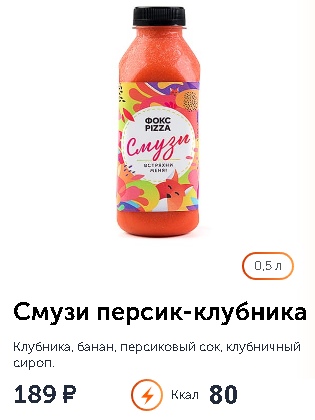 ФОКС
PIZZA
Смузи
ВСТРЯХНИ
МЕНЯ!
0,5 л
Смузи персик-клубника
Клубника, банан, персиковый сок, клубничный
сироп.
189 ₽ Ккал 80